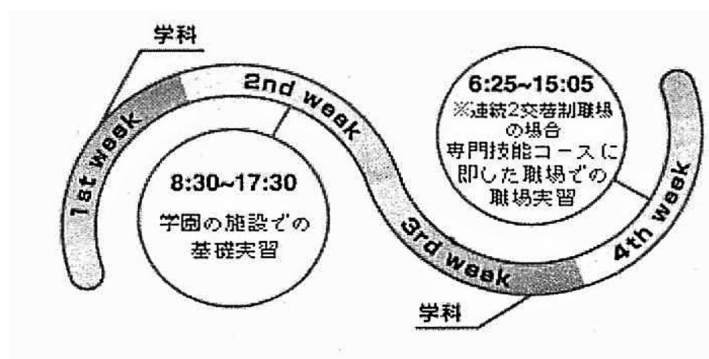 学科
1st week
2nd week
8:30~17:30
学園の施設での
基礎実習
3rd week
学科
6:25~15:05
※連続2交替制職場
の場合
専門技能コースに
即した職場での
職場実習
4th week